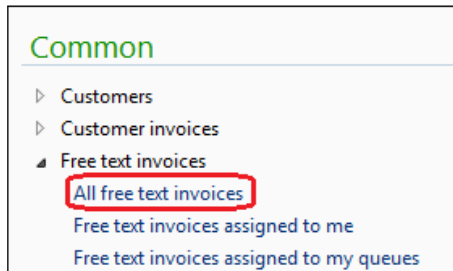 Common
Customers
Customer invoices
Free text invoices
All free text invoices
Free text invoices assigned to me
Free text invoices assigned to my queues